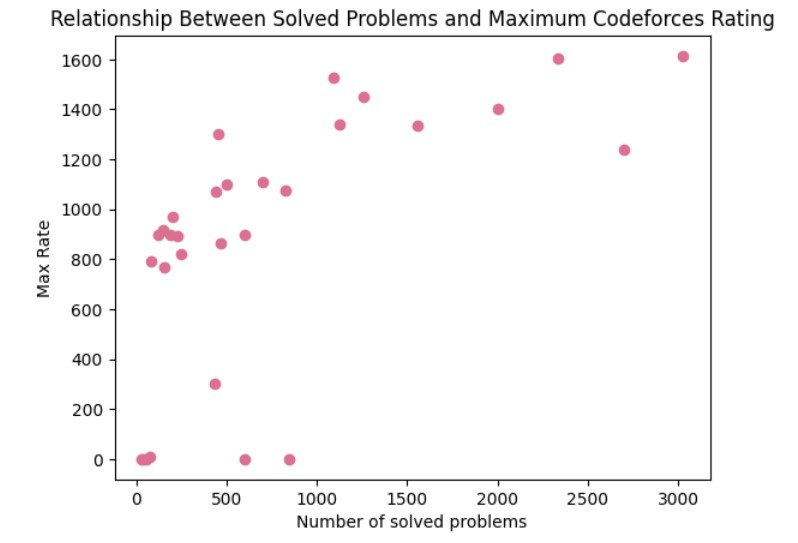 Relationship Between Solved Problems and Maximum Codeforces Rating
1600
1400
1200
1000
800
600
400
200
0
Max Rate
0 500 1000 1500 2000 2500 3000
Number of solved problems